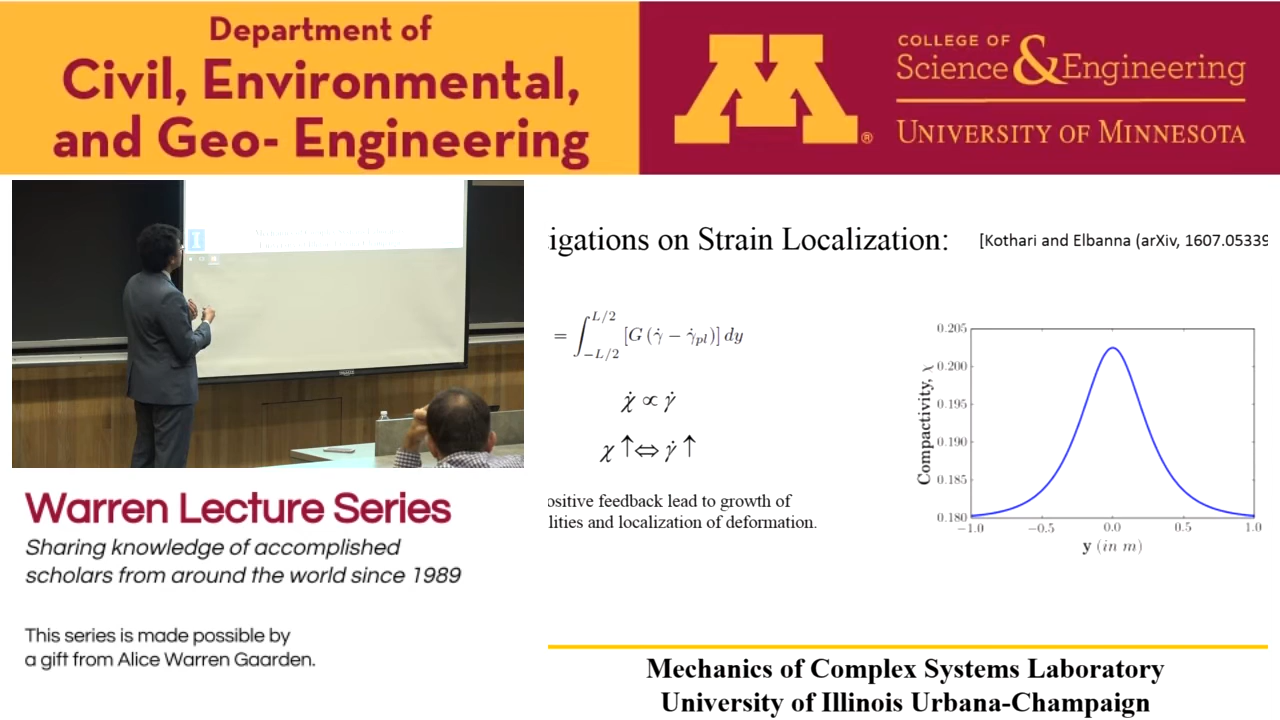 Department of
Civil, Environmental,
and Geo- Engineering
M®
COLLEGE OF
Science & Engineering
UNIVERSITY OF MINNESOTA
I
Warren Lecture Series
Sharing knowledge of accomplished
scholars from around the world since 1989
This series is made possible by
a gift from Alice Warren Gaarden.
igations on Strain Localization:
[Kothari and Elbanna (arXiv, 1607.05339
= ∫_{-L/2}^{L/2} [G (γ̇ − γ̇_{pl})] dy
χ̇ ∝ γ̇
χ ↑⇔ γ̇ ↑
ositive feedback lead to growth of
lities and localization of deformation.
Compactivity, χ
0.205
0.200
0.195
0.190
0.185
0.180
−1.0 −0.5 0.0 0.5 1.0
y (in m)
Mechanics of Complex Systems Laboratory
University of Illinois Urbana-Champaign